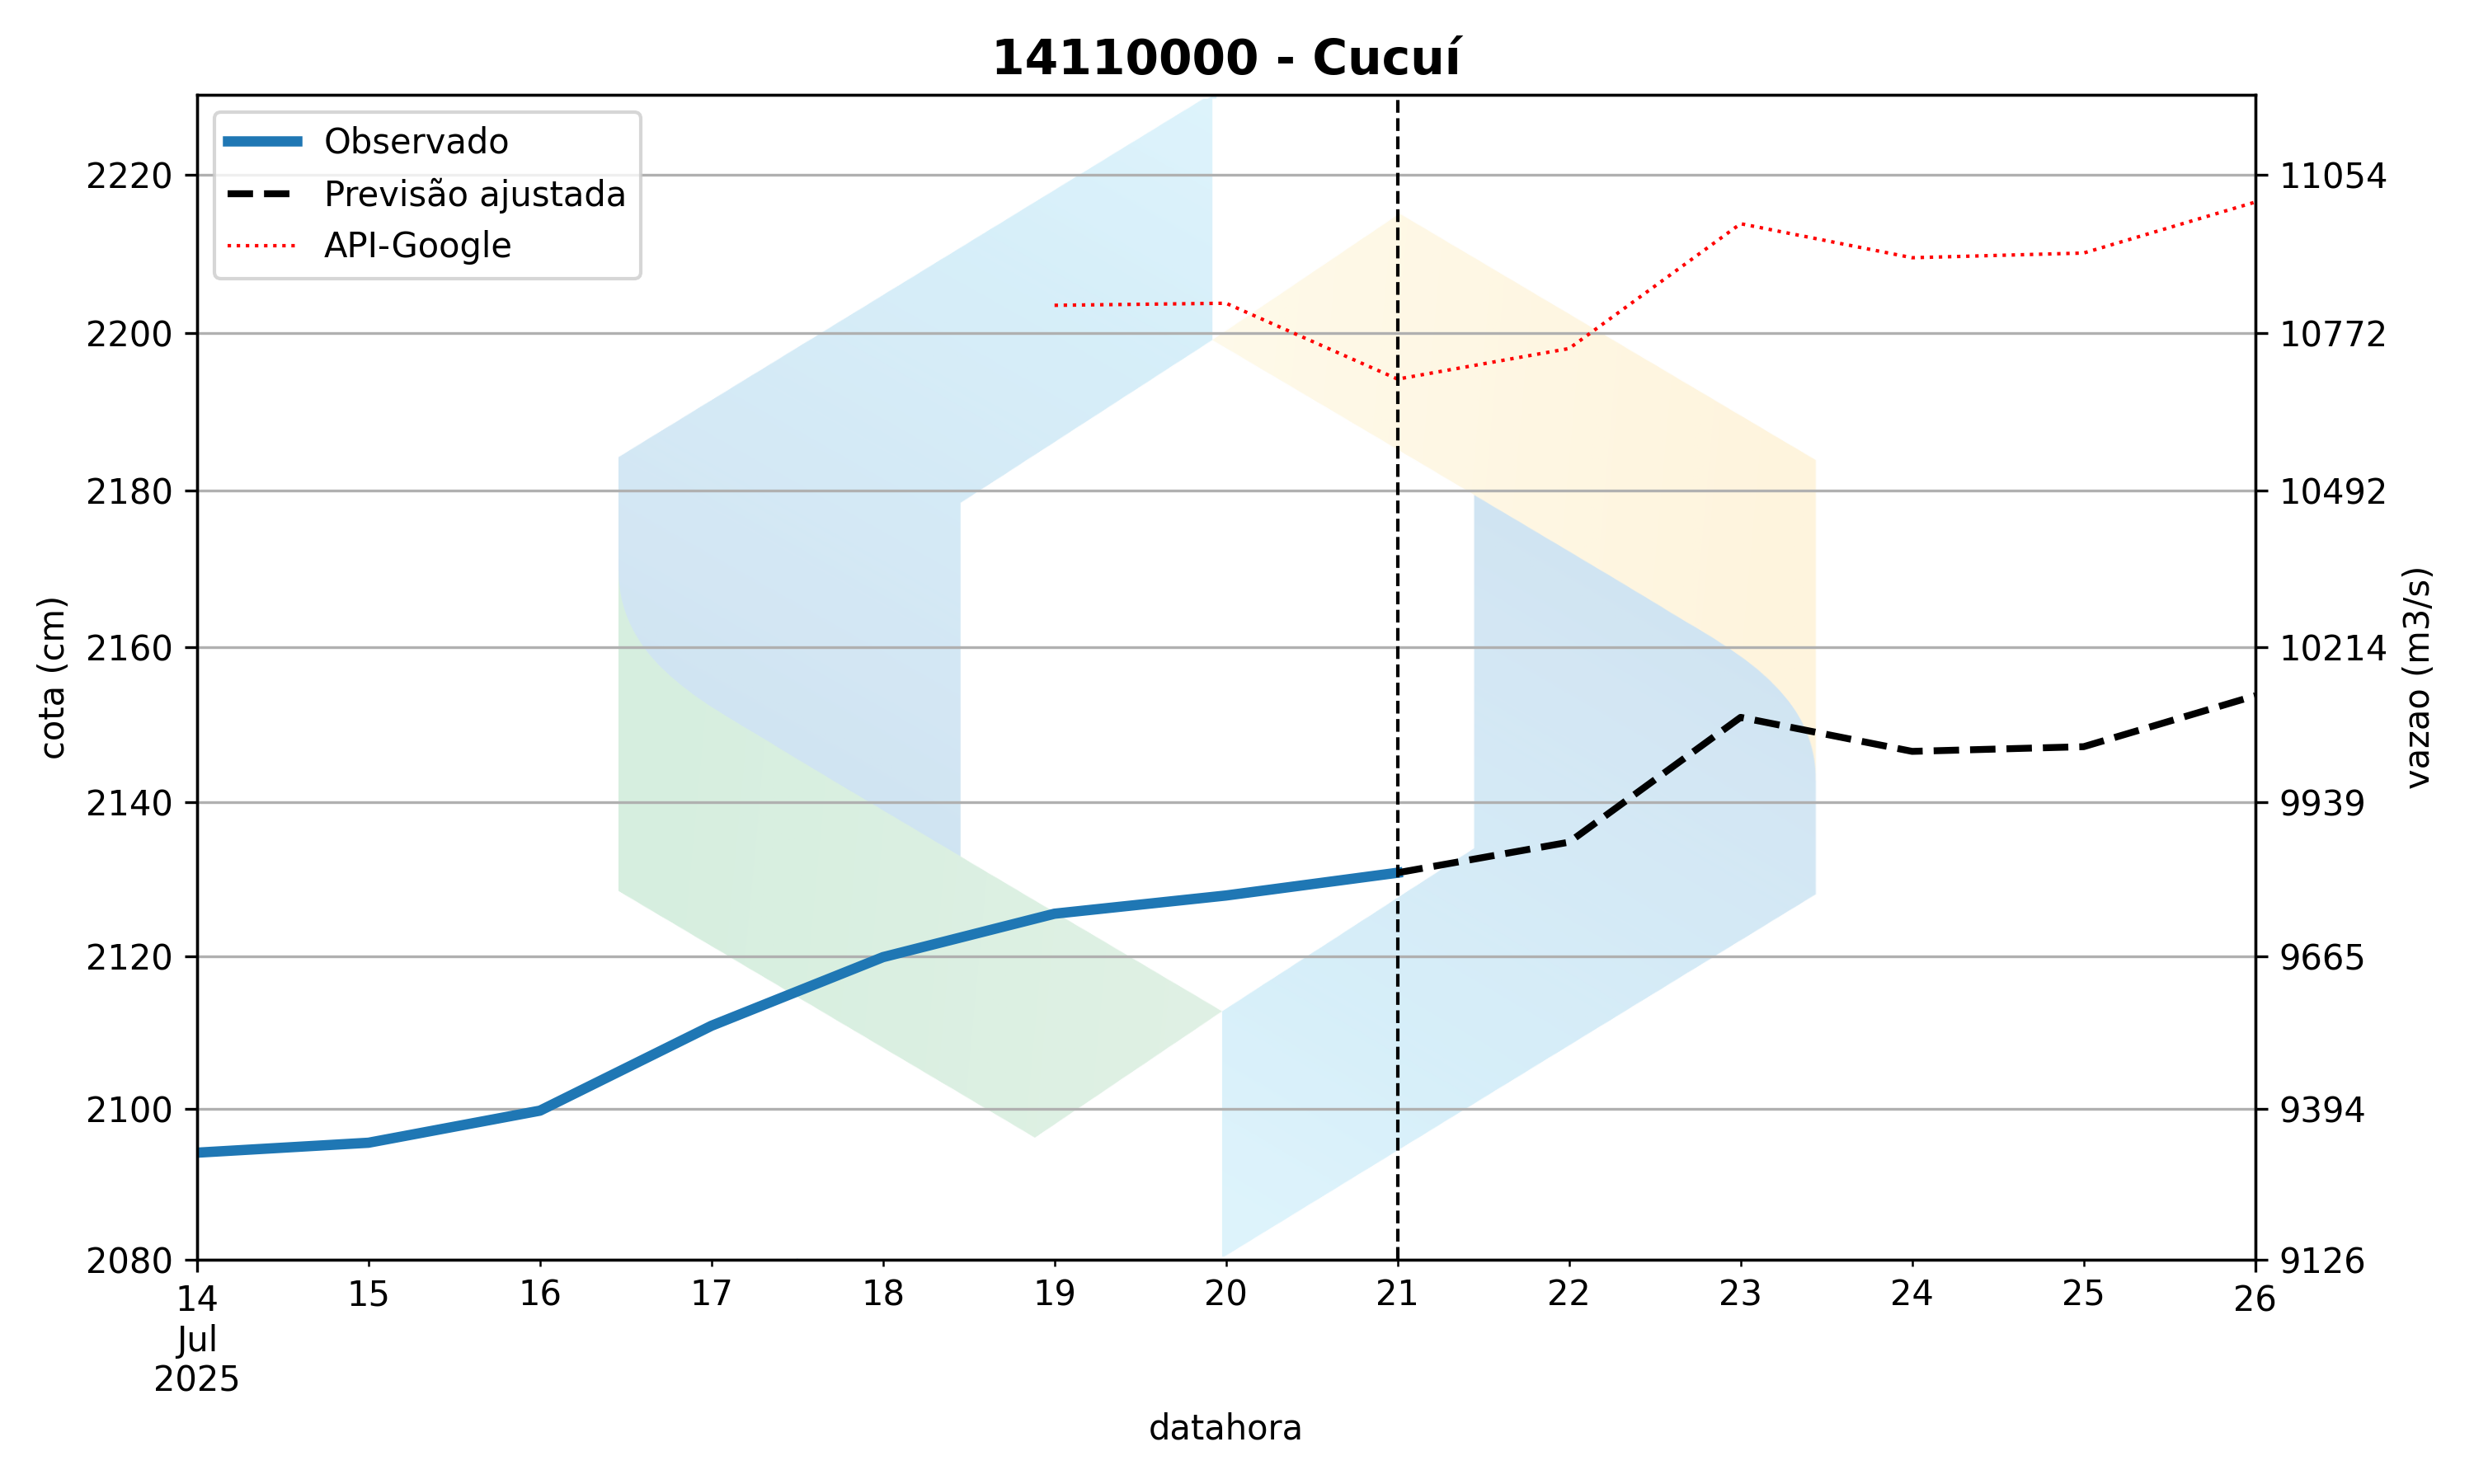 14110000 - Cucuí
Observado
Previsão ajustada
API-Google
cota (cm)
2220
2200
2180
2160
2140
2120
2100
2080
11054
10772
10492
10214
9939
9665
9394
9126
vazao (m3/s)
14 15 16 17 18 19 20 21 22 23 24 25 26
Jul
2025
datahora